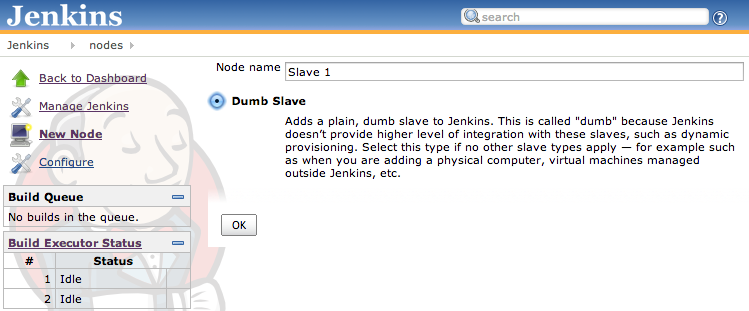 Jenkins
search
Jenkins
nodes
Back to Dashboard
Manage Jenkins
New Node
Configure
Build Queue
No builds in the queue.
Build Executor Status
# Status
1 Idle
2 Idle
Node name Slave 1
Dumb Slave
Adds a plain, dumb slave to Jenkins. This is called "dumb" because Jenkins
doesn't provide higher level of integration with these slaves, such as dynamic
provisioning. Select this type if no other slave types apply — for example such
as when you are adding a physical computer, virtual machines managed
outside Jenkins, etc.
OK